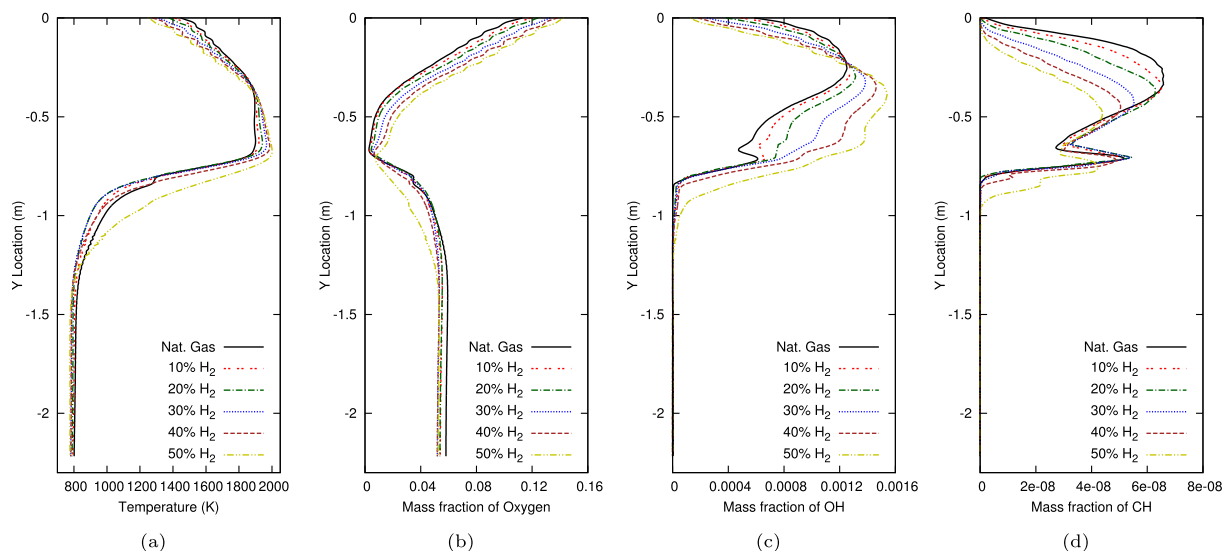 0
-0.5
-1
-1.5
-2
Y Location (m)
Nat. Gas
10% H2
20% H2
30% H2
40% H2
50% H2
800 1000 1200 1400 1600 1800 2000
Temperature (K)
(a)
0
-0.5
-1
-1.5
-2
Y Location (m)
Nat. Gas
10% H2
20% H2
30% H2
40% H2
50% H2
0 0.04 0.08 0.12 0.16
Mass fraction of Oxygen
(b)
0
-0.5
-1
-1.5
-2
Y Location (m)
Nat. Gas
10% H2
20% H2
30% H2
40% H2
50% H2
0 0.0004 0.0008 0.0012 0.0016
Mass fraction of OH
(c)
0
-0.5
-1
-1.5
-2
Y Location (m)
Nat. Gas
10% H2
20% H2
30% H2
40% H2
50% H2
0 2e-08 4e-08 6e-08 8e-08
Mass fraction of CH
(d)